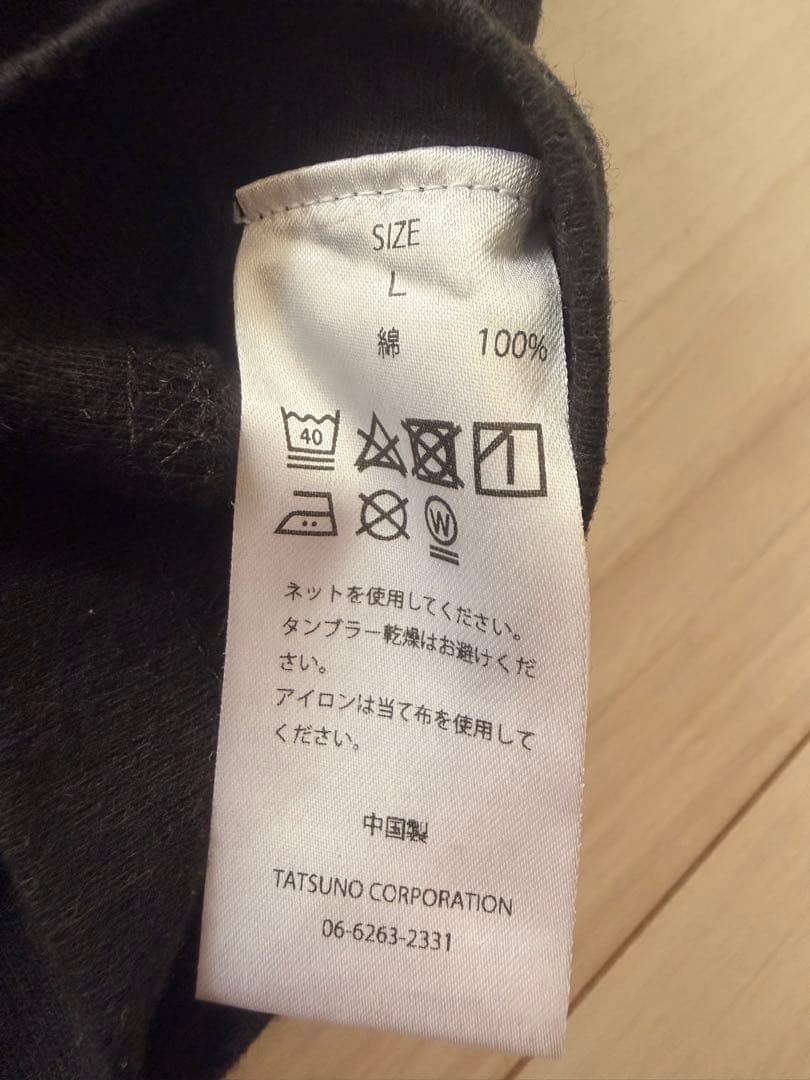 SIZE
L
綿 100%
40
W
ネットを使用してください。
タンブラー乾燥はお避けくだ
さい。
アイロンは当て布を使用して
ください。
中国製
TATSUNO CORPORATION
06-6263-2331